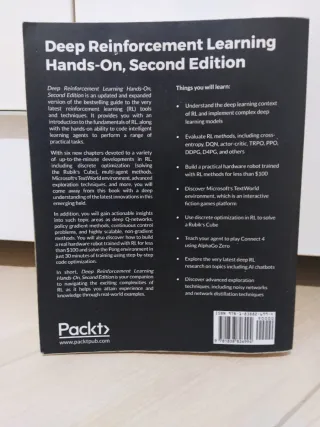 Deep Reinforcement Learning
Hands-On, Second Edition
Deep Reinforcement Learning Hands-On,
Second Edition is an updated and expanded
version of the bestselling guide to the very
latest reinforcement learning (RL) tools
and techniques. It provides you with an
introduction to the fundamentals of RL, along
with the hands-on ability to code intelligent
learning agents to perform a range of
practical tasks.
With six new chapters devoted to a variety
of up-to-the-minute developments in RL,
including discrete optimization (solving
the Rubik's Cube), multi-agent methods,
Microsoft's TextWorld environment, advanced
exploration techniques, and more, you will
come away from this book with a deep
understanding of the latest innovations in this
emerging field.
In addition, you will gain actionable insights
into such topic areas as deep Q-networks,
policy gradient methods, continuous control
problems, and highly scalable, non-gradient
methods. You will also discover how to build
a real hardware robot trained with RL for less
than $100 and solve the Pong environment in
just 30 minutes of training using step-by-step
code optimization.
In short, Deep Reinforcement Learning
Hands-On, Second Edition is your companion
to navigating the exciting complexities of
RL as it helps you attain experience and
knowledge through real-world examples.
Packt>
www.packtpub.com
Things you will learn:
• Understand the deep learning context
of RL and implement complex deep
learning models
• Evaluate RL methods, including cross-
entropy, DQN, actor-critic, TRPO, PPO,
DDPG, D4PG, and others
• Build a practical hardware robot trained
with RL methods for less than $100
• Discover Microsoft's TextWorld
environment, which is an interactive
fiction games platform
• Use discrete optimization in RL to solve
a Rubik's Cube
• Teach your agent to play Connect 4
using AlphaGo Zero
• Explore the very latest deep RL
research on topics including AI chatbots
• Discover advanced exploration
techniques, including noisy networks
and network distillation techniques